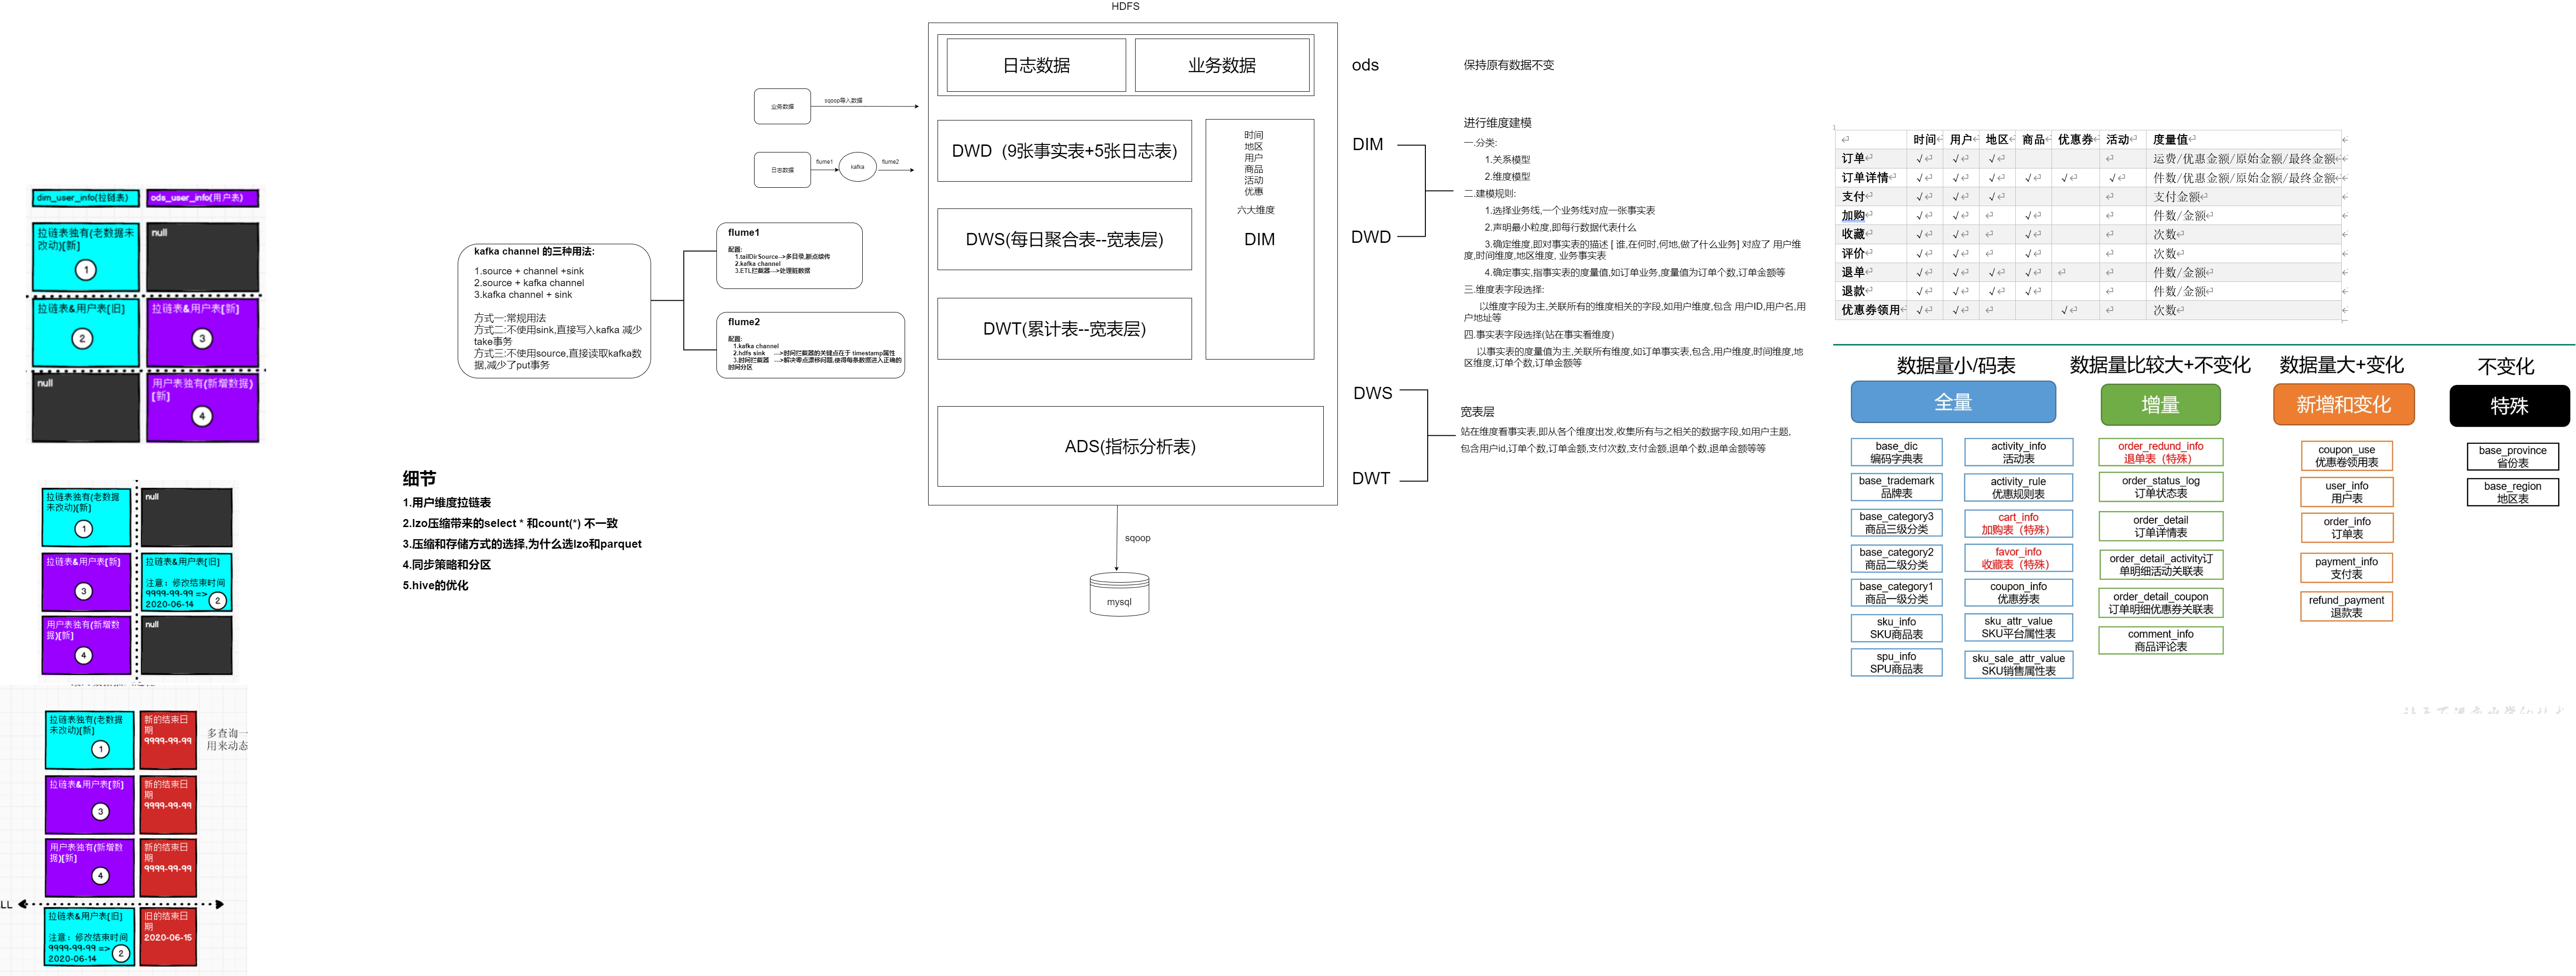 dim_user_info(拉链表)
ods_user_info(用户表)
拉链表独有(老数据未
改动)[新]
1
null
拉链表&用户表[旧]
2
拉链表&用户表[新]
3
null
用户表独有(新增数据)
[新]
4
拉链表独有(老数据
未改动)[新]
1
null
拉链表&用户表[新]
3
拉链表&用户表[旧]
注意：修改结束时间
9999-99-99 =>
2020-06-14
2
用户表独有(新增数
据)[新]
4
null
拉链表独有(老数据
未改动)[新]
1
新的结束日
期
9999-99-99
多查询一
用来动态
拉链表&用户表[新]
3
新的结束日
期
9999-99-99
用户表独有(新增数
据)[新]
4
新的结束日
期
9999-99-99
LL
拉链表&用户表[旧]
注意：修改结束时间
9999-99-99 =>
2020-06-14
2
旧的结束日
期
2020-06-15
kafka channel 的三种用法:
1.source + channel +sink
2.source + kafka channel
3.kafka channel + sink
方式一:常规用法
方式二:不使用sink,直接写入kafka 减少
take事务
方式三:不使用source,直接读取kafka数
据,减少了put事务
flume1
配置:
1.tailDirSource-->多目录,断点续传
2.kafka channel
3.ETL拦截器--->处理脏数据
flume2
配置:
1.kafka channel
2.hdfs sink --->时间拦截器的关键点在于 timestamp属性
3.时间拦截器 --->解决零点漂移问题,使得每条数据进入正确的
时间分区
业务数据
sqoop导入数据
日志数据
flume1
kafka
flume2
细节
1.用户维度拉链表
2.lzo压缩带来的select * 和count(*) 不一致
3.压缩和存储方式的选择,为什么选lzo和parquet
4.同步策略和分区
5.hive的优化
HDFS
日志数据
业务数据
DWD (9张事实表+5张日志表)
DWS(每日聚合表--宽表层)
DWT(累计表--宽表层)
时间
地区
用户
商品
活动
优惠
六大维度
DIM
ADS(指标分析表)
sqoop
mysql
ods
保持原有数据不变
DIM
DWD
进行维度建模
一.分类:
1.关系模型
2.维度模型
二.建模规则:
1.选择业务线,一个业务线对应一张事实表
2.声明最小粒度,即每行数据代表什么
3.确定维度,即对事实表的描述 [ 谁,在何时,何地,做了什么业务] 对应了 用户维
度,时间维度,地区维度, 业务事实表
4.确定事实,指事实表的度量值,如订单业务,度量值为订单个数,订单金额等
三.维度表字段选择:
以维度字段为主,关联所有的维度相关的字段,如用户维度,包含 用户ID,用户名,用
户地址等
四.事实表字段选择(站在事实看维度)
以事实表的度量值为主,关联所有维度,如订单事实表,包含,用户维度,时间维度,地
区维度,订单个数,订单金额等
DWS
DWT
宽表层
站在维度看事实表,即从各个维度出发,收集所有与之相关的数据字段,如用户主题,
包含用户id,订单个数,订单金额,支付次数,支付金额,退单个数,退单金额等等
时间 用户 地区 商品 优惠券 活动 度量值
订单 √ √ √ 运费/优惠金额/原始金额/最终金额
订单详情 √ √ √ √ √ √ 件数/优惠金额/原始金额/最终金额
支付 √ √ √ 支付金额
加购 √ √ √ 件数/金额
收藏 √ √ √ 次数
评价 √ √ √ 次数
退单 √ √ √ √ 件数/金额
退款 √ √ √ √ 件数/金额
优惠券领用 √ √ √ 次数
数据量小/码表
数据量比较大+不变化
数据量大+变化
不变化
全量
增量
新增和变化
特殊
base_dic
编码字典表
base_trademark
品牌表
base_category3
商品三级分类
base_category2
商品二级分类
base_category1
商品一级分类
sku_info
SKU商品表
spu_info
SPU商品表
activity_info
活动表
activity_rule
优惠规则表
cart_info
加购表（特殊）
favor_info
收藏表（特殊）
coupon_info
优惠券表
sku_attr_value
SKU平台属性表
sku_sale_attr_value
SKU销售属性表
order_redund_info
退单表（特殊）
order_status_log
订单状态表
order_detail
订单详情表
order_detail_activity订
单明细活动关联表
order_detail_coupon
订单明细优惠券关联表
comment_info
商品评论表
coupon_use
优惠卷领用表
user_info
用户表
order_info
订单表
payment_info
支付表
refund_payment
退款表
base_province
省份表
base_region
地区表